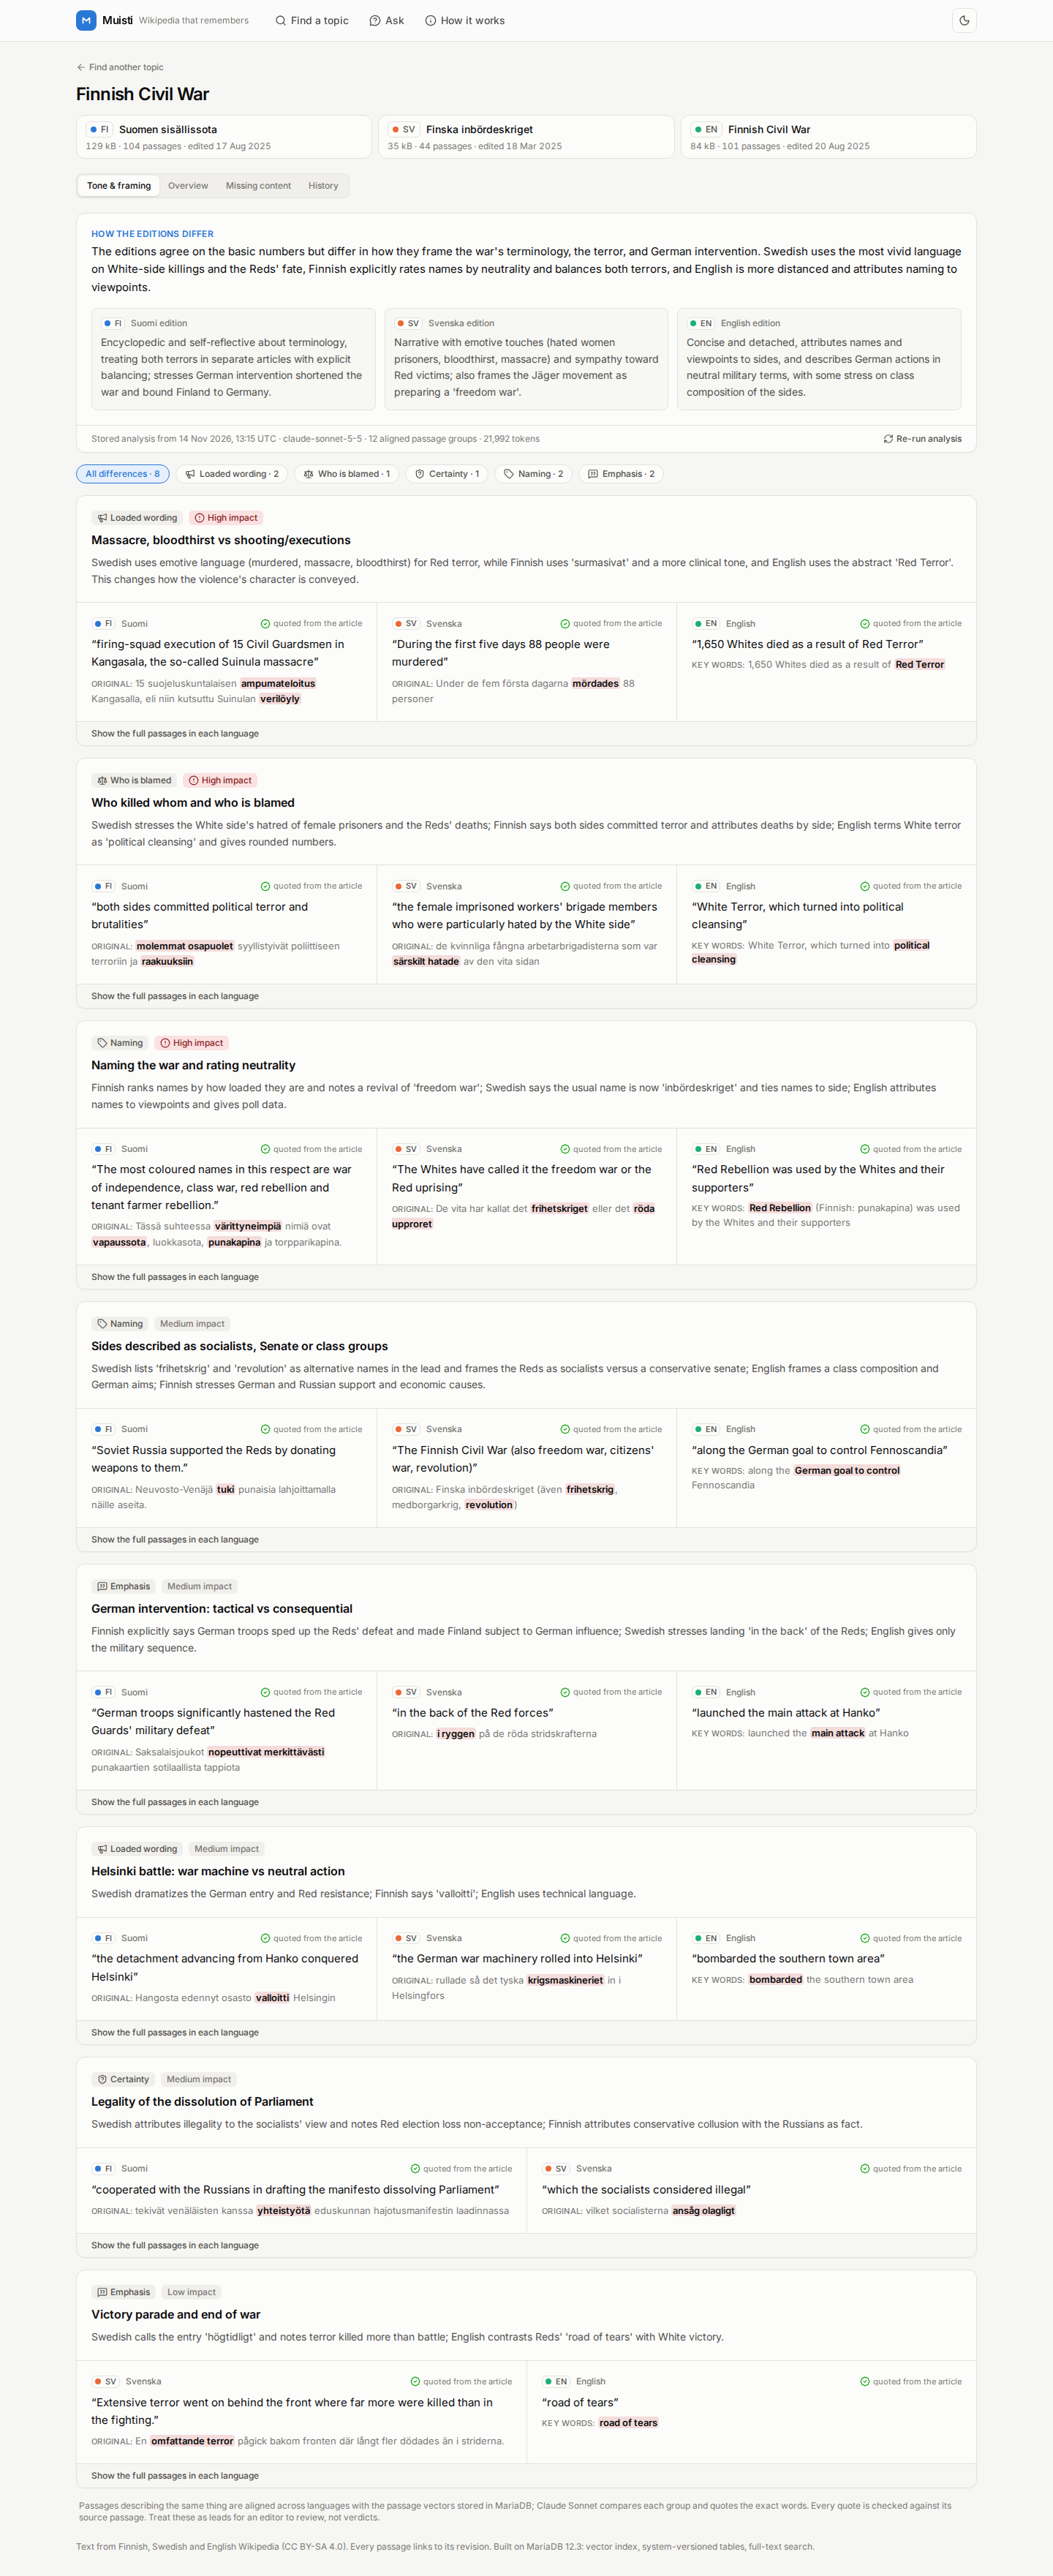 Muisti Wikipedia that remembers Find a topic Ask How it works
Find another topic
Finnish Civil War
FI Suomen sisällissota
129 kB · 104 passages · edited 17 Aug 2025
SV Finska inbördeskriget
35 kB · 44 passages · edited 18 Mar 2025
EN Finnish Civil War
84 kB · 101 passages · edited 20 Aug 2025
Tone & framing Overview Missing content History
HOW THE EDITIONS DIFFER
The editions agree on the basic numbers but differ in how they frame the war's terminology, the terror, and German intervention. Swedish uses the most vivid language
on White-side killings and the Reds' fate, Finnish explicitly rates names by neutrality and balances both terrors, and English is more distanced and attributes naming to
viewpoints.
FI Suomi edition
Encyclopedic and self-reflective about terminology,
treating both terrors in separate articles with explicit
balancing; stresses German intervention shortened the
war and bound Finland to Germany.
SV Svenska edition
Narrative with emotive touches (hated women
prisoners, bloodthirst, massacre) and sympathy toward
Red victims; also frames the Jäger movement as
preparing a 'freedom war'.
EN English edition
Concise and detached, attributes names and
viewpoints to sides, and describes German actions in
neutral military terms, with some stress on class
composition of the sides.
Stored analysis from 14 Nov 2026, 13:15 UTC · claude-sonnet-5-5 · 12 aligned passage groups · 21,992 tokens
Re-run analysis
All differences · 8 Loaded wording · 2 Who is blamed · 1 Certainty · 1 Naming · 2 Emphasis · 2
Loaded wording High impact
Massacre, bloodthirst vs shooting/executions
Swedish uses emotive language (murdered, massacre, bloodthirst) for Red terror, while Finnish uses 'surmasivat' and a more clinical tone, and English uses the abstract 'Red Terror'.
This changes how the violence's character is conveyed.
FI Suomi quoted from the article
“firing-squad execution of 15 Civil Guardsmen in
Kangasala, the so-called Suinula massacre”
ORIGINAL: 15 suojeluskuntalaisen ampumateloitus
Kangasalla, eli niin kutsuttu Suinulan verilöyly
SV Svenska quoted from the article
“During the first five days 88 people were
murdered”
ORIGINAL: Under de fem första dagarna mördades 88
personer
EN English quoted from the article
“1,650 Whites died as a result of Red Terror”
KEY WORDS: 1,650 Whites died as a result of Red Terror
Show the full passages in each language
Who is blamed High impact
Who killed whom and who is blamed
Swedish stresses the White side's hatred of female prisoners and the Reds' deaths; Finnish says both sides committed terror and attributes deaths by side; English terms White terror
as 'political cleansing' and gives rounded numbers.
FI Suomi quoted from the article
“both sides committed political terror and
brutalities”
ORIGINAL: molemmat osapuolet syyllistyivät poliittiseen
terroriin ja raakuuksiin
SV Svenska quoted from the article
“the female imprisoned workers' brigade members
who were particularly hated by the White side”
ORIGINAL: de kvinnliga fångna arbetarbrigadisterna som var
särskilt hatade av den vita sidan
EN English quoted from the article
“White Terror, which turned into political
cleansing”
KEY WORDS: White Terror, which turned into political
cleansing
Show the full passages in each language
Naming High impact
Naming the war and rating neutrality
Finnish ranks names by how loaded they are and notes a revival of 'freedom war'; Swedish says the usual name is now 'inbördeskriget' and ties names to side; English attributes
names to viewpoints and gives poll data.
FI Suomi quoted from the article
“The most coloured names in this respect are war
of independence, class war, red rebellion and
tenant farmer rebellion.”
ORIGINAL: Tässä suhteessa värittyneimpiä nimiä ovat
vapaussota, luokkasota, punakapina ja torpparikapina.
SV Svenska quoted from the article
“The Whites have called it the freedom war or the
Red uprising”
ORIGINAL: De vita har kallat det frihetskriget eller det röda
upproret
EN English quoted from the article
“Red Rebellion was used by the Whites and their
supporters”
KEY WORDS: Red Rebellion (Finnish: punakapina) was used
by the Whites and their supporters
Show the full passages in each language
Naming Medium impact
Sides described as socialists, Senate or class groups
Swedish lists 'frihetskrig' and 'revolution' as alternative names in the lead and frames the Reds as socialists versus a conservative senate; English frames a class composition and
German aims; Finnish stresses German and Russian support and economic causes.
FI Suomi quoted from the article
“Soviet Russia supported the Reds by donating
weapons to them.”
ORIGINAL: Neuvosto-Venäjä tuki punaisia lahjoittamalla
näille aseita.
SV Svenska quoted from the article
“The Finnish Civil War (also freedom war, citizens'
war, revolution)”
ORIGINAL: Finska inbördeskriget (även frihetskrig,
medborgarkrig, revolution)
EN English quoted from the article
“along the German goal to control Fennoscandia”
KEY WORDS: along the German goal to control
Fennoscandia
Show the full passages in each language
Emphasis Medium impact
German intervention: tactical vs consequential
Finnish explicitly says German troops sped up the Reds' defeat and made Finland subject to German influence; Swedish stresses landing 'in the back' of the Reds; English gives only
the military sequence.
FI Suomi quoted from the article
“German troops significantly hastened the Red
Guards' military defeat”
ORIGINAL: Saksalaisjoukot nopeuttivat merkittävästi
punakaartien sotilaallista tappiota
SV Svenska quoted from the article
“in the back of the Red forces”
ORIGINAL: i ryggen på de röda stridskrafterna
EN English quoted from the article
“launched the main attack at Hanko”
KEY WORDS: launched the main attack at Hanko
Show the full passages in each language
Loaded wording Medium impact
Helsinki battle: war machine vs neutral action
Swedish dramatizes the German entry and Red resistance; Finnish says 'valloitti'; English uses technical language.
FI Suomi quoted from the article
“the detachment advancing from Hanko conquered
Helsinki”
ORIGINAL: Hangosta edennyt osasto valloitti Helsingin
SV Svenska quoted from the article
“the German war machinery rolled into Helsinki”
ORIGINAL: rullade så det tyska krigsmaskineriet in i
Helsingfors
EN English quoted from the article
“bombarded the southern town area”
KEY WORDS: bombarded the southern town area
Show the full passages in each language
Certainty Medium impact
Legality of the dissolution of Parliament
Swedish attributes illegality to the socialists' view and notes Red election loss non-acceptance; Finnish attributes conservative collusion with the Russians as fact.
FI Suomi quoted from the article
“cooperated with the Russians in drafting the manifesto dissolving Parliament”
ORIGINAL: tekivät venäläisten kanssa yhteistyötä eduskunnan hajotusmanifestin laadinnassa
SV Svenska quoted from the article
“which the socialists considered illegal”
ORIGINAL: vilket socialisterna ansåg olagligt
Show the full passages in each language
Emphasis Low impact
Victory parade and end of war
Swedish calls the entry 'högtidligt' and notes terror killed more than battle; English contrasts Reds' 'road of tears' with White victory.
SV Svenska quoted from the article
“Extensive terror went on behind the front where far more were killed than in
the fighting.”
ORIGINAL: En omfattande terror pågick bakom fronten där långt fler dödades än i striderna.
EN English quoted from the article
“road of tears”
KEY WORDS: road of tears
Show the full passages in each language
Passages describing the same thing are aligned across languages with the passage vectors stored in MariaDB; Claude Sonnet compares each group and quotes the exact words. Every quote is checked against its
source passage. Treat these as leads for an editor to review, not verdicts.
Text from Finnish, Swedish and English Wikipedia (CC BY-SA 4.0). Every passage links to its revision. Built on MariaDB 12.3: vector index, system-versioned tables, full-text search.